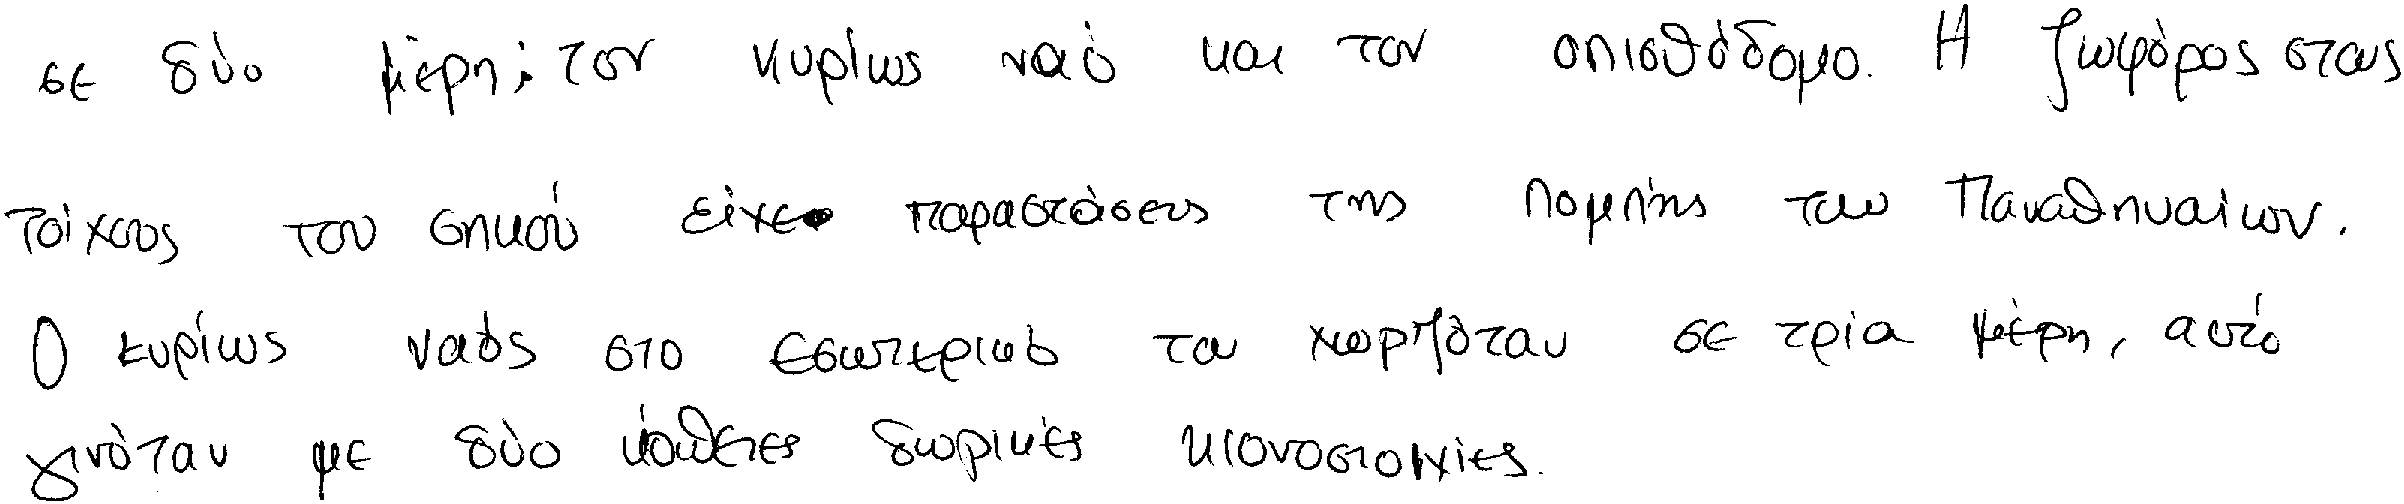 σε δύο μέρη; τον κυρίως ναό και τον οπισθόδομο. Η ζωφόρος στους
τοίχους του σηκού είχε παραστάσεις της πομπής των Παναθηναίων.
Ο κυρίως ναός στο εσωτερικό του χωριζόταν σε τρία μέρη, αυτό
γινόταν με δύο κάθετες δωρικές κιονοστοιχίες.